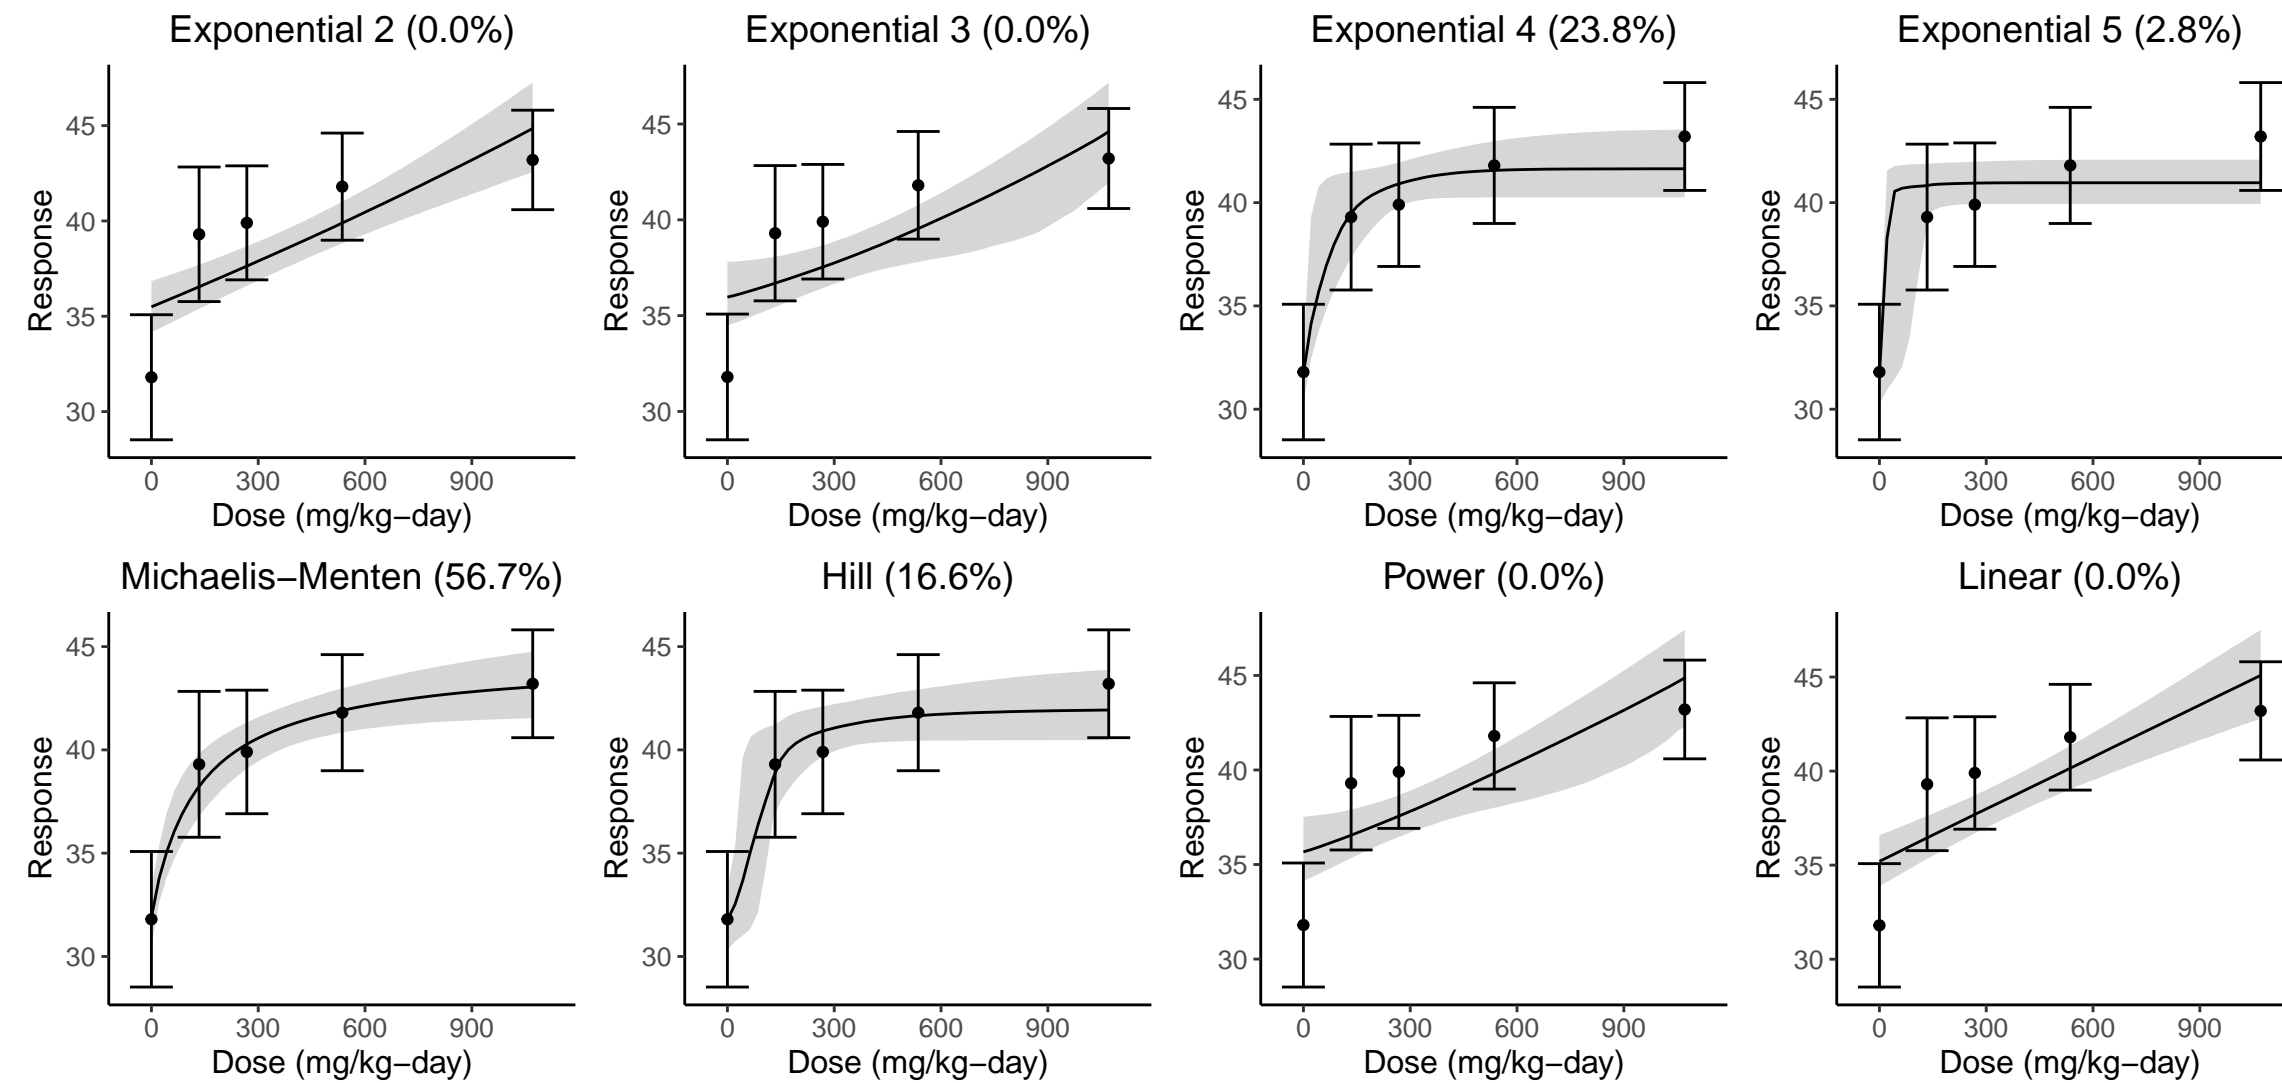 Exponential 2 (0.0%)
45
40
35
30
Response
0 300 600 900
Dose (mg/kg−day)
Exponential 3 (0.0%)
45
40
35
30
Response
0 300 600 900
Dose (mg/kg−day)
Exponential 4 (23.8%)
45
40
35
30
Response
0 300 600 900
Dose (mg/kg−day)
Exponential 5 (2.8%)
45
40
35
30
Response
0 300 600 900
Dose (mg/kg−day)
Michaelis−Menten (56.7%)
45
40
35
30
Response
0 300 600 900
Dose (mg/kg−day)
Hill (16.6%)
45
40
35
30
Response
0 300 600 900
Dose (mg/kg−day)
Power (0.0%)
45
40
35
30
Response
0 300 600 900
Dose (mg/kg−day)
Linear (0.0%)
45
40
35
30
Response
0 300 600 900
Dose (mg/kg−day)